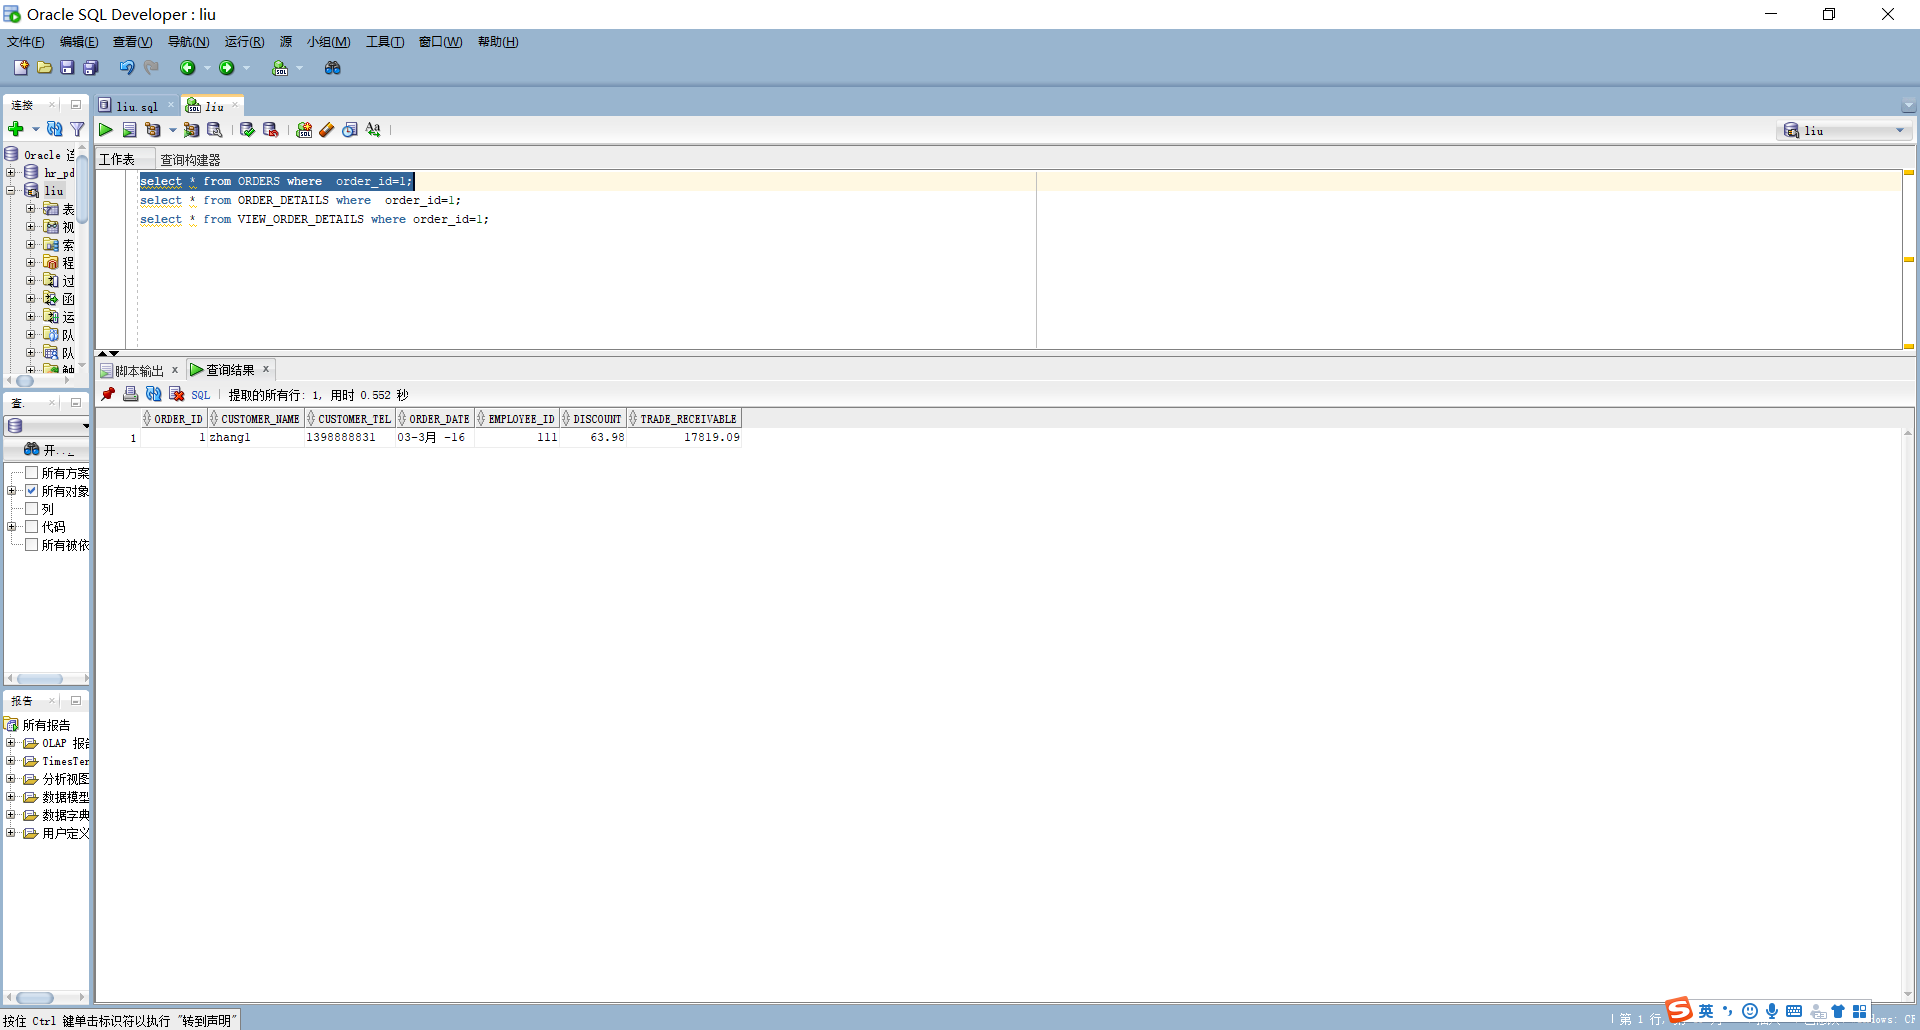 Oracle SQL Developer : liu
文件(F) 编辑(E) 查看(V) 导航(N) 运行(R) 源 小组(M) 工具(T) 窗口(W) 帮助(H)
连接
liu.sql
liu
liu
Oracle 连
hr_pd
liu
表
视
索
程
过
函
运
队
队
触
工作表 查询构建器
select * from ORDERS where  order_id=1;
select * from ORDER_DETAILS where  order_id=1;
select * from VIEW_ORDER_DETAILS where order_id=1;
脚本输出 x 查询结果 x
SQL | 提取的所有行: 1, 用时 0.552 秒
ORDER_ID CUSTOMER_NAME CUSTOMER_TEL ORDER_DATE EMPLOYEE_ID DISCOUNT TRADE_RECEIVABLE
1 1 zhang1 1398888831 03-3月 -16 111 63.98 17819.09
查.
开..._
所有方案
所有对象
列
代码
所有被依
报告
所有报告
OLAP 报告
TimesTen
分析视图
数据模型
数据字典
用户定义
按住 Ctrl 键单击标识符以执行 "转到声明"
第 1 行,
英